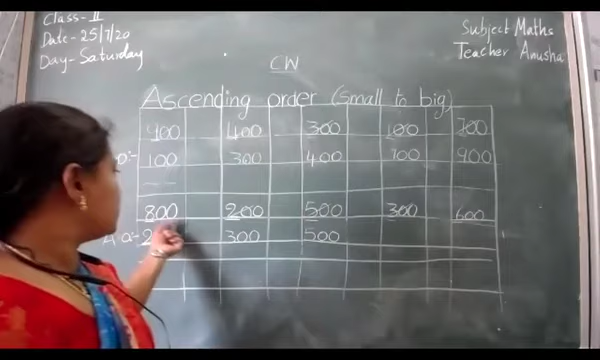 Class-II
Date-25/7/20
Day-Saturday
Subject Maths
Teacher Anusha
CW
Ascending order (small to big)
400 300 100 700
100 300 400 700 900
800 200 500 300 600
A o:- 2 300 500